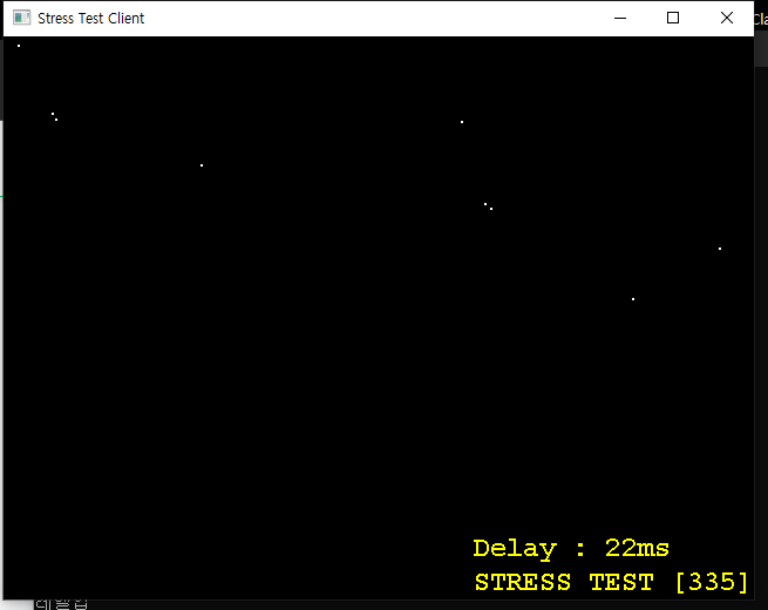 Stress Test Client
Delay : 22ms
STRESS TEST [335]